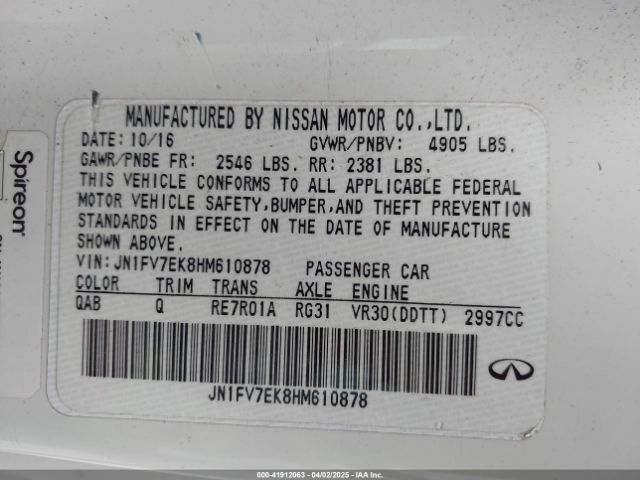 MANUFACTURED BY NISSAN MOTOR CO.,LTD.
DATE: 10/16 GVWR/PNBV: 4905 LBS.
GAWR/PNBE FR: 2546 LBS. RR: 2381 LBS.
THIS VEHICLE CONFORMS TO ALL APPLICABLE FEDERAL
MOTOR VEHICLE SAFETY,BUMPER,AND THEFT PREVENTION
STANDARDS IN EFFECT ON THE DATE OF MANUFACTURE
SHOWN ABOVE.
VIN: JN1FV7EK8HM610878 PASSENGER CAR
COLOR TRIM TRANS AXLE ENGINE
QAB Q RE7R01A RG31 VR30(DDTT) 2997CC
JN1FV7EK8HM610878
Spireon
000-41912063 04/02/2025 IAA Inc.